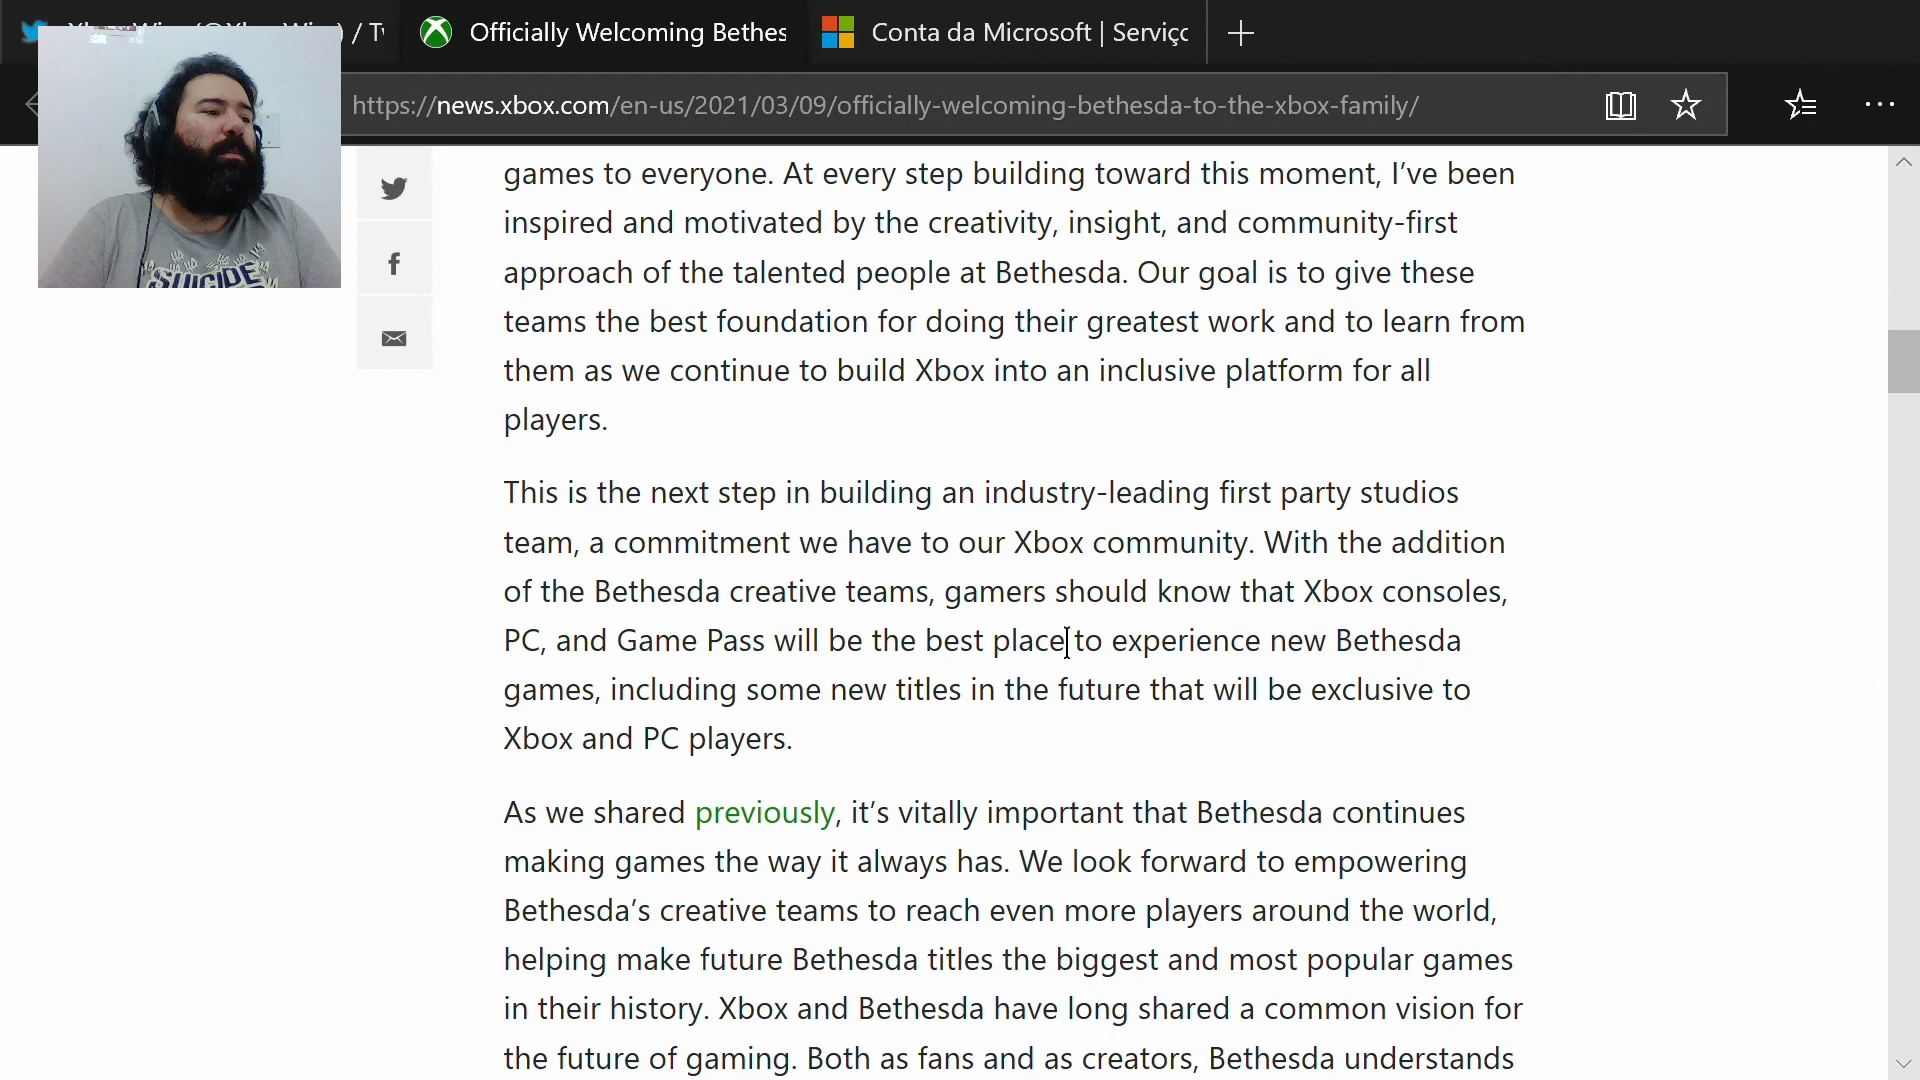 / Tv
Officially Welcoming Bethes
Conta da Microsoft | Serviç
https://news.xbox.com/en-us/2021/03/09/officially-welcoming-bethesda-to-the-xbox-family/
SUICIDE
games to everyone. At every step building toward this moment, I’ve been
inspired and motivated by the creativity, insight, and community-first
approach of the talented people at Bethesda. Our goal is to give these
teams the best foundation for doing their greatest work and to learn from
them as we continue to build Xbox into an inclusive platform for all
players.
This is the next step in building an industry-leading first party studios
team, a commitment we have to our Xbox community. With the addition
of the Bethesda creative teams, gamers should know that Xbox consoles,
PC, and Game Pass will be the best place to experience new Bethesda
games, including some new titles in the future that will be exclusive to
Xbox and PC players.
As we shared previously, it’s vitally important that Bethesda continues
making games the way it always has. We look forward to empowering
Bethesda’s creative teams to reach even more players around the world,
helping make future Bethesda titles the biggest and most popular games
in their history. Xbox and Bethesda have long shared a common vision for
the future of gaming. Both as fans and as creators, Bethesda understands